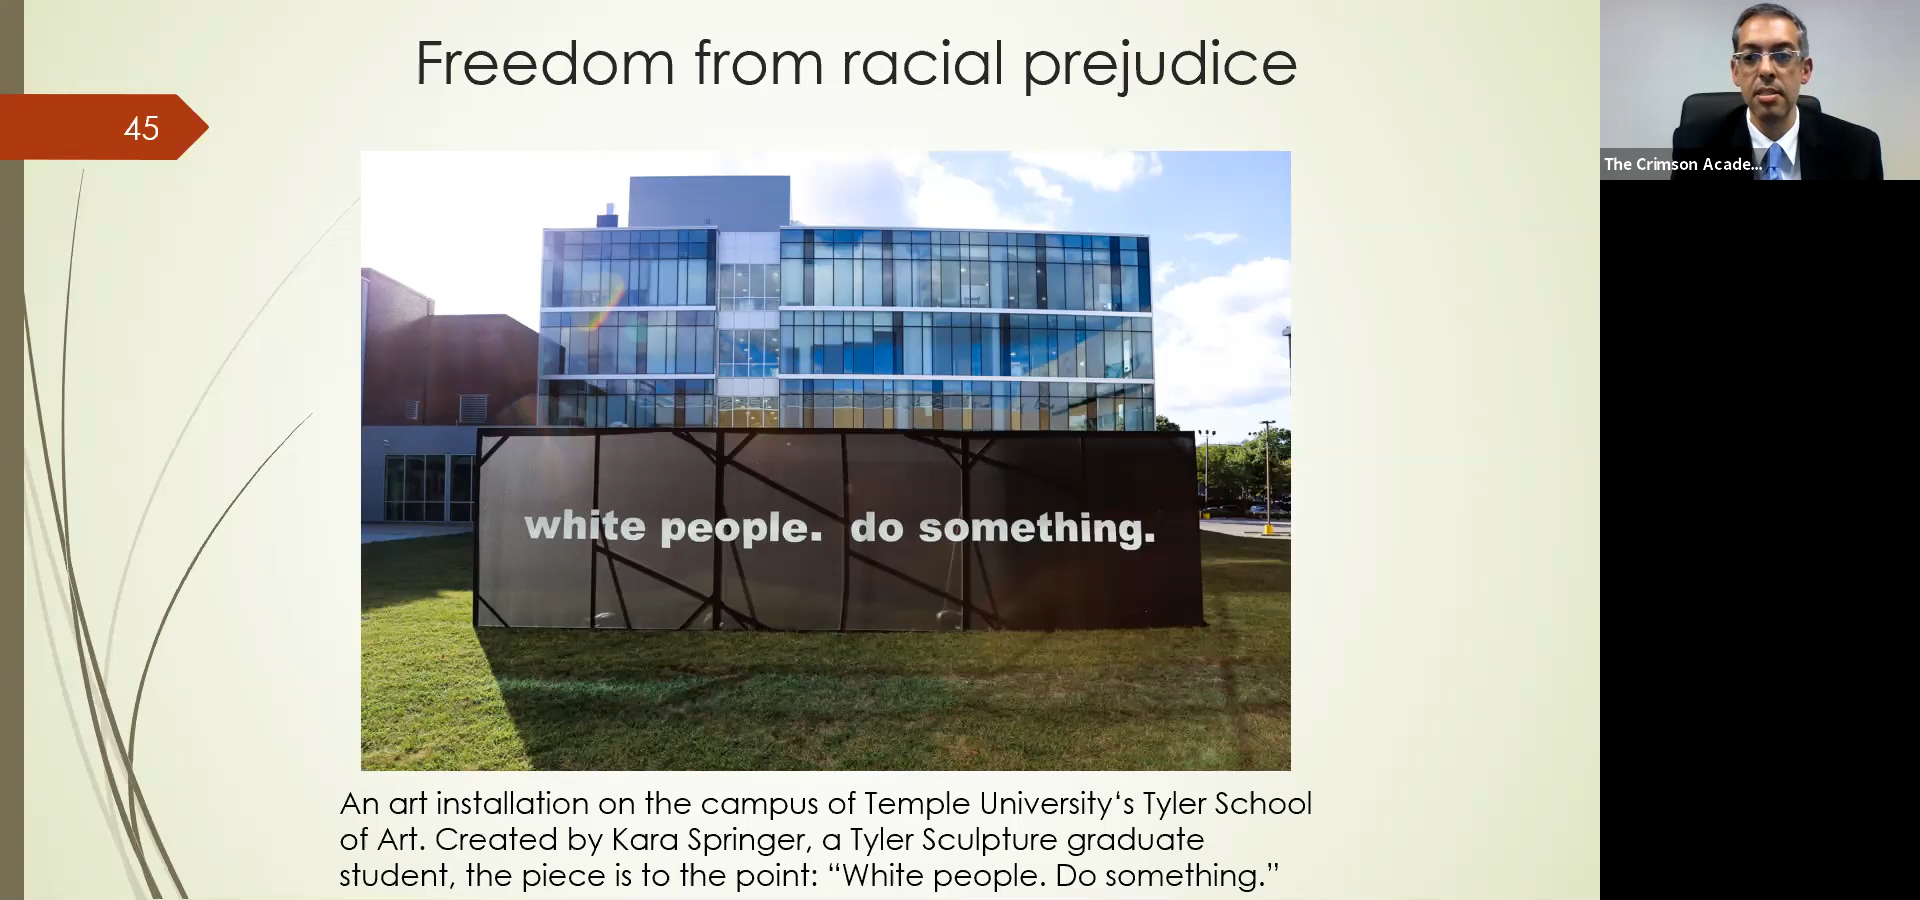 Freedom from racial prejudice
45
The Crimson Acade...
white people. do something.
An art installation on the campus of Temple University‘s Tyler School
of Art. Created by Kara Springer, a Tyler Sculpture graduate
student, the piece is to the point: “White people. Do something.”